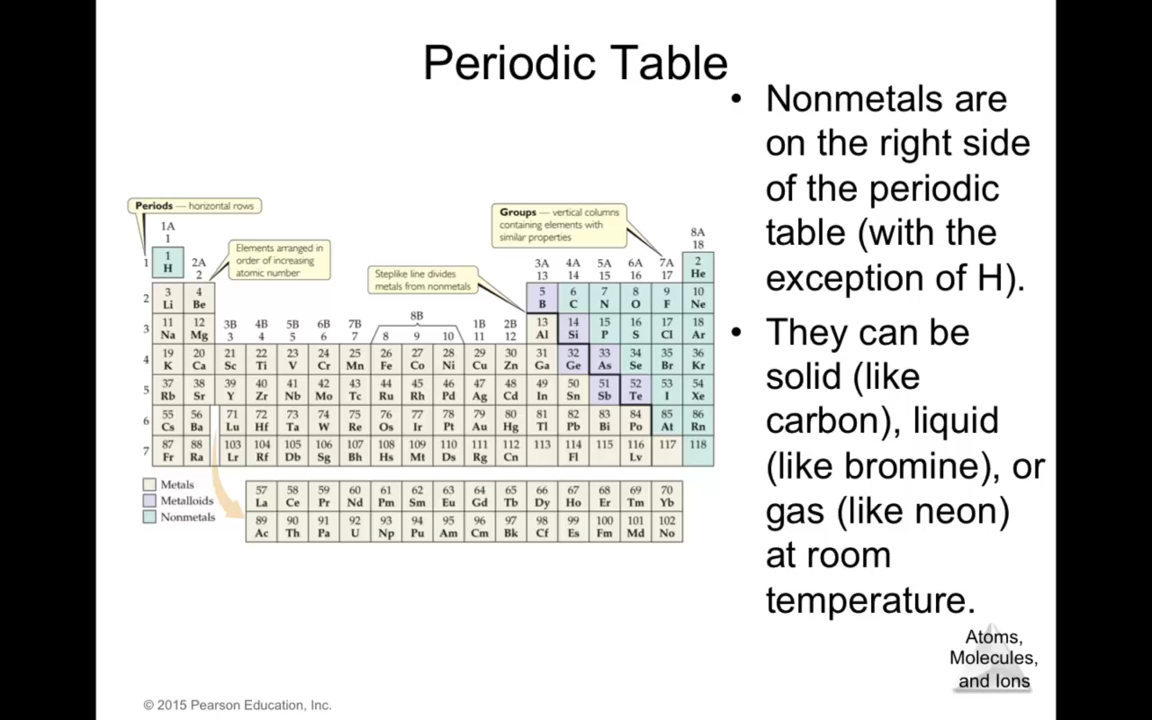 Periodic Table
• Nonmetals are
on the right side
of the periodic
table (with the
exception of H).
• They can be
solid (like
carbon), liquid
(like bromine), or
gas (like neon)
at room
temperature.
Periods — horizontal rows
Elements arranged in
order of increasing
atomic number
Steplike line divides
metals from nonmetals
Groups — vertical columns
containing elements with
similar properties
1A 8A
1 18
2A 3A 4A 5A 6A 7A
2 13 14 15 16 17
8B
3B 4B 5B 6B 7B 1B 2B
3 4 5 6 7 8 9 10 11 12
1 1 2
H He
2 3 4 5 6 7 8 9 10
Li Be B C N O F Ne
3 11 12 13 14 15 16 17 18
Na Mg Al Si P S Cl Ar
4 19 20 21 22 23 24 25 26 27 28 29 30 31 32 33 34 35 36
K Ca Sc Ti V Cr Mn Fe Co Ni Cu Zn Ga Ge As Se Br Kr
5 37 38 39 40 41 42 43 44 45 46 47 48 49 50 51 52 53 54
Rb Sr Y Zr Nb Mo Tc Ru Rh Pd Ag Cd In Sn Sb Te I Xe
6 55 56 71 72 73 74 75 76 77 78 79 80 81 82 83 84 85 86
Cs Ba Lu Hf Ta W Re Os Ir Pt Au Hg Tl Pb Bi Po At Rn
7 87 88 103 104 105 106 107 108 109 110 111 112 113 114 115 116 117 118
Fr Ra Lr Rf Db Sg Bh Hs Mt Ds Rg Cn Fl Lv
57 58 59 60 61 62 63 64 65 66 67 68 69 70
La Ce Pr Nd Pm Sm Eu Gd Tb Dy Ho Er Tm Yb
89 90 91 92 93 94 95 96 97 98 99 100 101 102
Ac Th Pa U Np Pu Am Cm Bk Cf Es Fm Md No
Metals
Metalloids
Nonmetals
Atoms,
Molecules,
and Ions
© 2015 Pearson Education, Inc.